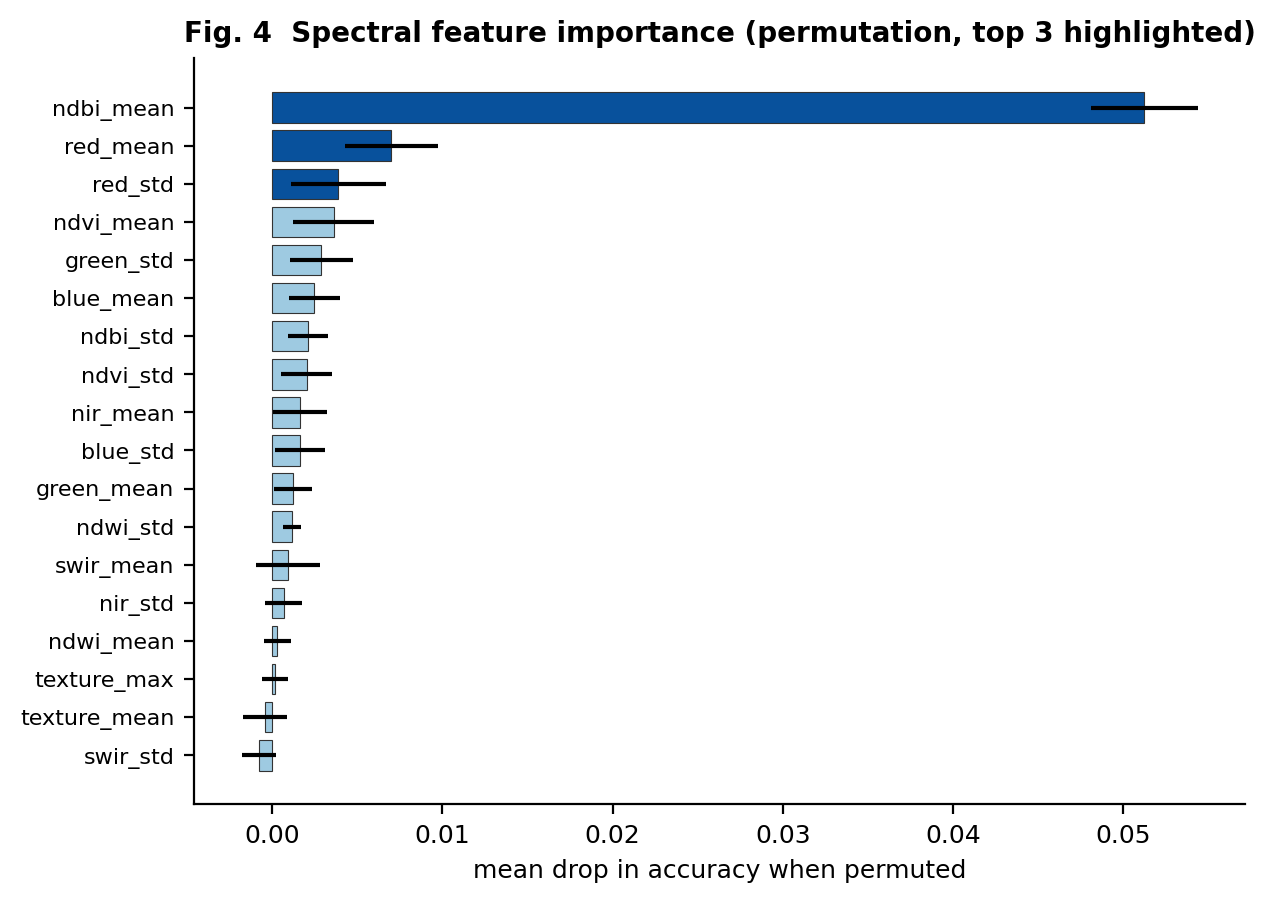 Fig. 4  Spectral feature importance (permutation, top 3 highlighted)
ndbi_mean
red_mean
red_std
ndvi_mean
green_std
blue_mean
ndbi_std
ndvi_std
nir_mean
blue_std
green_mean
ndwi_std
swir_mean
nir_std
ndwi_mean
texture_max
texture_mean
swir_std
0.00 0.01 0.02 0.03 0.04 0.05
mean drop in accuracy when permuted